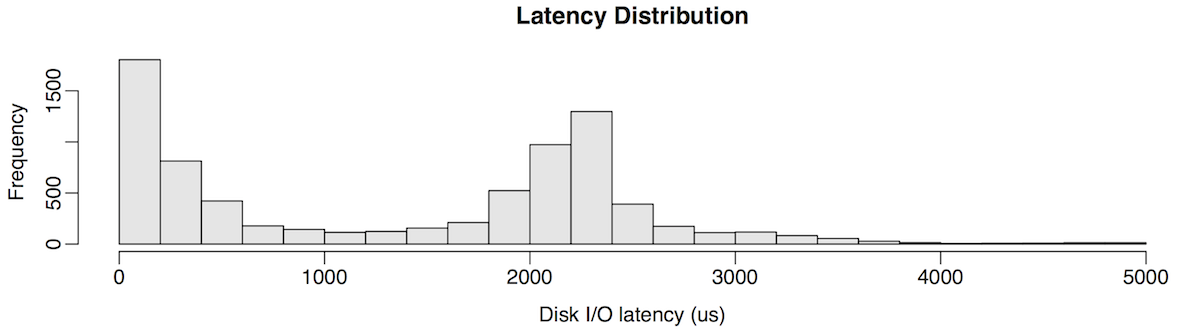 Latency Distribution
Frequency
1500
500
0
0 1000 2000 3000 4000 5000
Disk I/O latency (us)